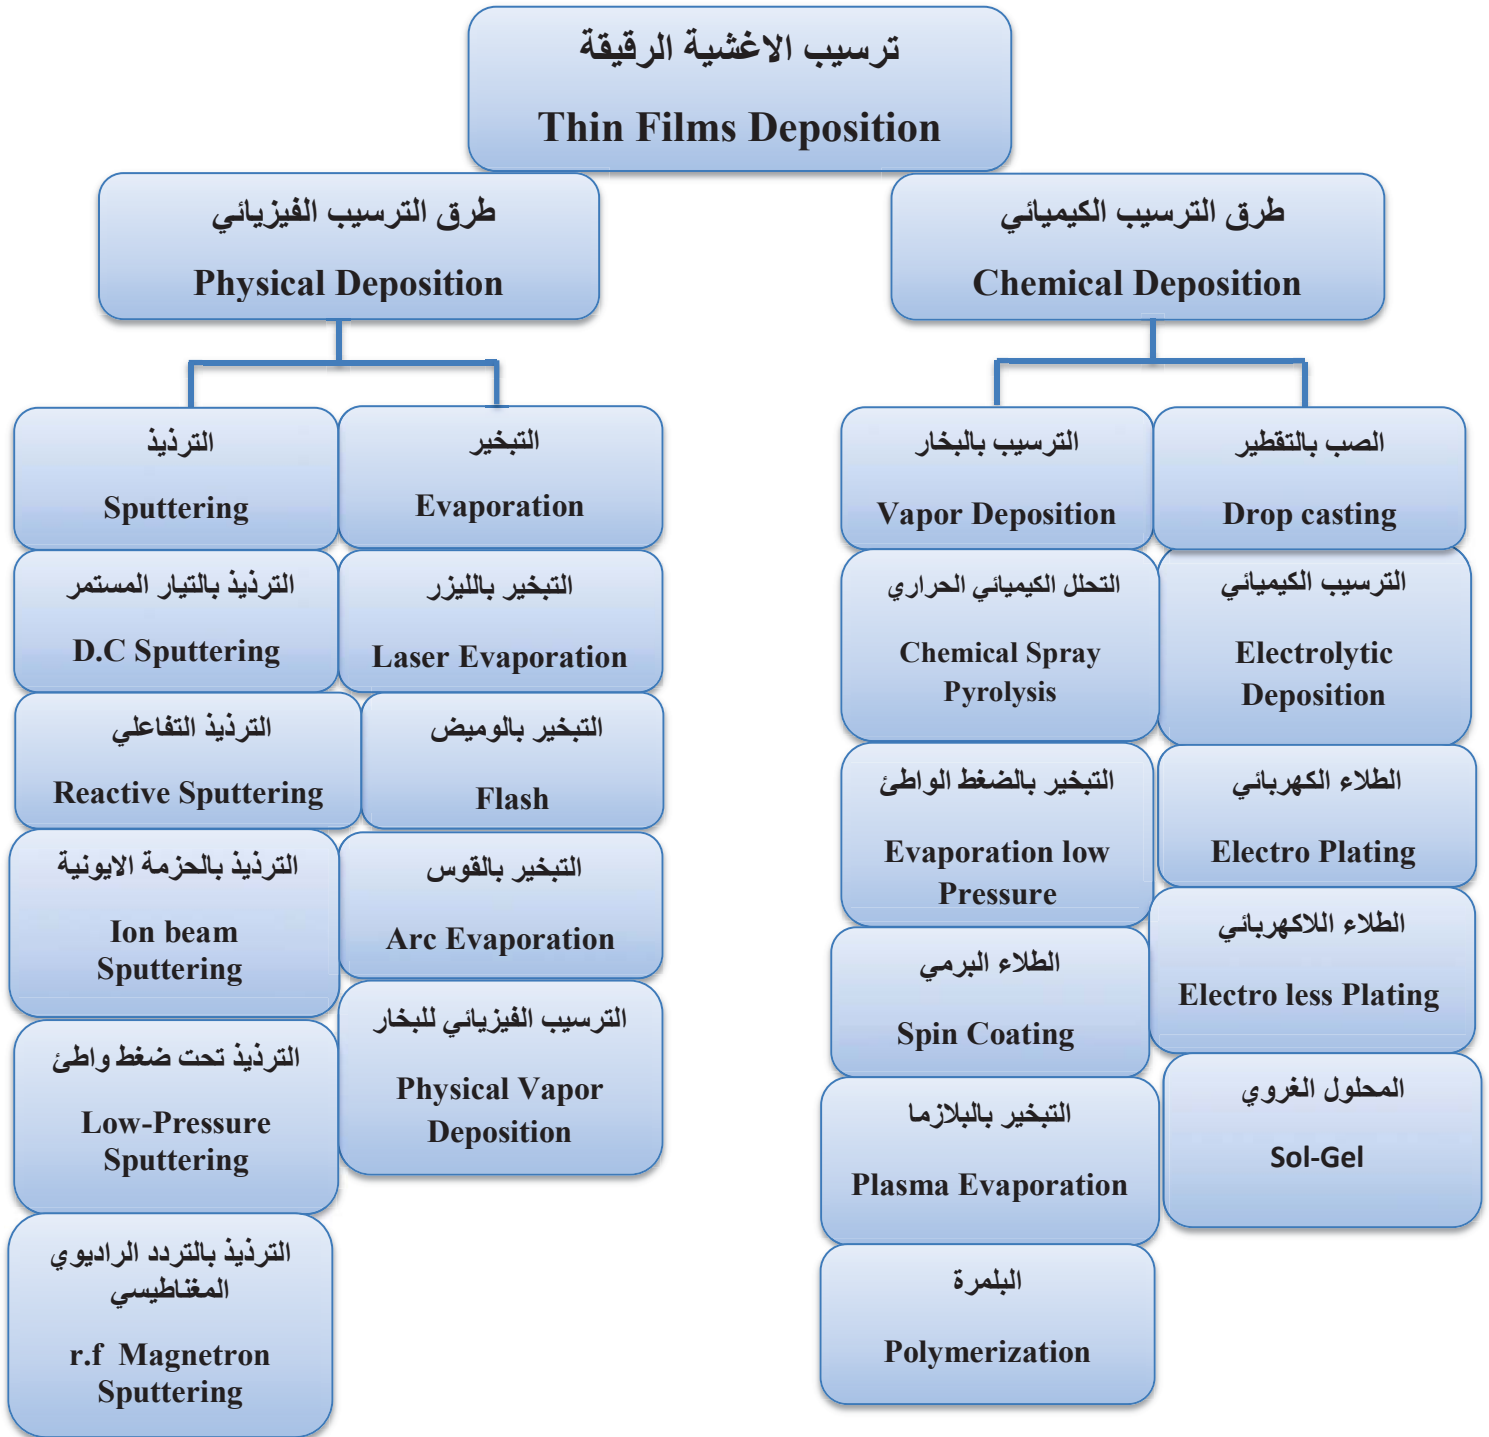 ترسيب الاغشية الرقيقة
Thin Films Deposition
طرق الترسيب الفيزيائي
Physical Deposition
طرق الترسيب الكيميائي
Chemical Deposition
الترذيذ
Sputtering
الترذيذ بالتيار المستمر
D.C Sputtering
الترذيذ التفاعلي
Reactive Sputtering
الترذيذ بالحزمة الايونية
Ion beam
Sputtering
الترذيذ تحت ضغط واطئ
Low-Pressure
Sputtering
الترذيذ بالتردد الراديوي
المغناطيسي
r.f Magnetron
Sputtering
التبخير
Evaporation
التبخير بالليزر
Laser Evaporation
التبخير بالوميض
Flash
التبخير بالقوس
Arc Evaporation
الترسيب الفيزيائي للبخار
Physical Vapor
Deposition
الترسيب بالبخار
Vapor Deposition
التحلل الكيميائي الحراري
Chemical Spray
Pyrolysis
التبخير بالضغط الواطئ
Evaporation low
Pressure
الطلاء البرمي
Spin Coating
التبخير بالبلازما
Plasma Evaporation
البلمرة
Polymerization
الصب بالتقطير
Drop casting
الترسيب الكيميائي
Electrolytic
Deposition
الطلاء الكهربائي
Electro Plating
الطلاء اللاكهربائي
Electro less Plating
المحلول الغروي
Sol-Gel